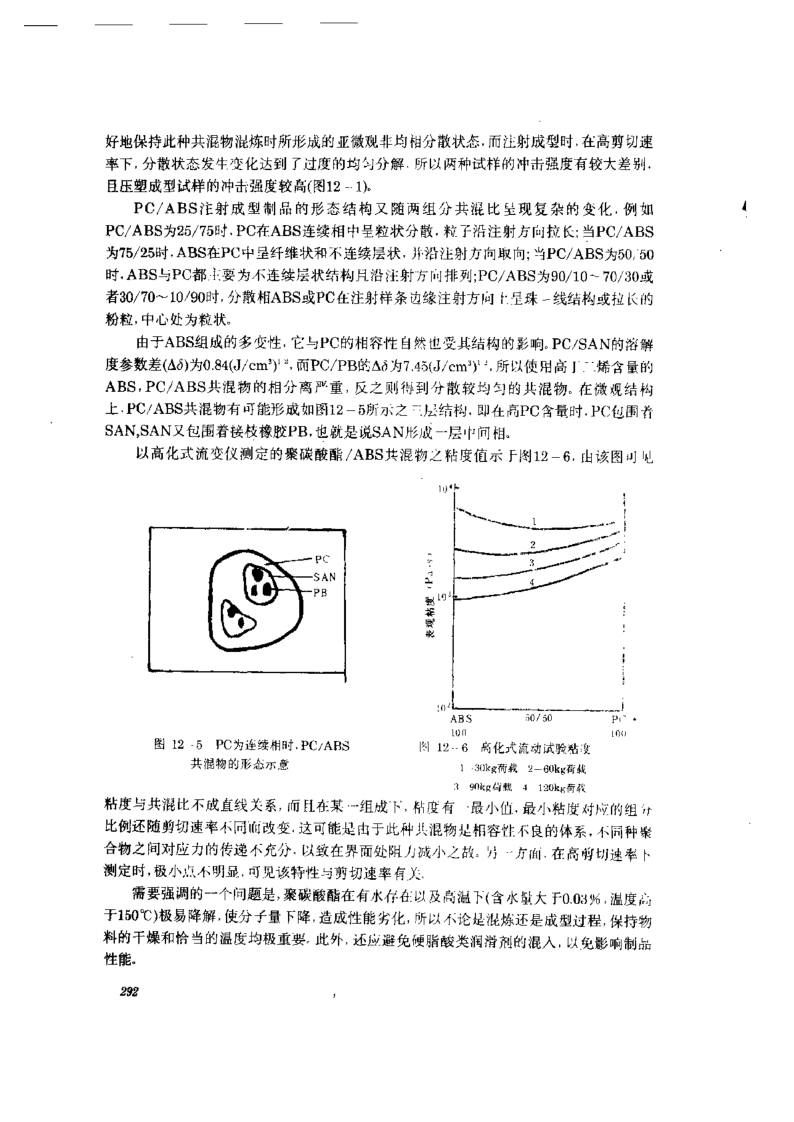 好地保持此种共混物混炼时所形成的亚微观非均相分散状态.而注射成型时,在高剪切速
率下,分散状态发生变化达到了过度的均匀分解.所以两种试样的冲击强度有较大差别.
且压塑成型试样的冲击强度较高(图12-1)。
PC/ABS注射成型制品的形态结构又随两组分共混比呈现复杂的变化.例如
PC/ABS为25/75时.PC在ABS连续相中呈粒状分散,粒子沿注射方向拉长;当PC/ABS
为75/25时.ABS在PC中呈纤维状和不连续层状.并沿注射方向取向;当PC/ABS为50/50
时.ABS与PC都主要为不连续层状结构且沿注射方向排列;PC/ABS为90/10~70/30或
者30/70~10/90时,分散相ABS或PC在注射样条边缘注射方向上呈珠-线结构或拉长的
粉粒,中心处为粒状。
由于ABS组成的多变性,它与PC的相容性自然也受其结构的影响。PC/SAN的溶解
度参数差(Δδ)为0.84(J/cm³)¹ ²,而PC/PB的Δδ为7.45(J/cm³)¹ ²,所以使用高丁二烯含量的
ABS,PC/ABS共混物的相分离严重,反之则得到分散较均匀的共混物。在微观结构
上.PC/ABS共混物有可能形成如图12-5所示之三层结构.即在高PC含量时.PC包围着
SAN,SAN又包围着接枝橡胶PB,也就是说SAN形成一层中间相。
以高化式流变仪测定的聚碳酸酯/ABS共混物之粘度值示于图12-6.由该图可见
PC
SAN
PB
图 12-5 PC为连续相时.PC/ABS
共混物的形态示意
10⁴
1
2
3
4
表观粘度 (Pa·s)
10³
10²
ABS 50/50 PC
100 100
图 12-6 高化式流动试验粘度
1-30kg荷载 2-60kg荷载
3 90kg荷载 4 120kg荷载
粘度与共混比不成直线关系,而且在某一组成下,粘度有一最小值.最小粘度对应的组分
比例还随剪切速率不同而改变.这可能是由于此种共混物是相容性不良的体系,不同种聚
合物之间对应力的传递不充分.以致在界面处阻力减小之故。另一方面.在高剪切速率下
测定时,极小点不明显.可见该特性与剪切速率有关.
需要强调的一个问题是,聚碳酸酯在有水存在以及高温下(含水量大于0.03%,温度高
于150℃)极易降解,使分子量下降,造成性能劣化,所以不论是混炼还是成型过程,保持物
料的干燥和恰当的温度均极重要.此外,还应避免硬脂酸类润滑剂的混入,以免影响制品
性能.
292